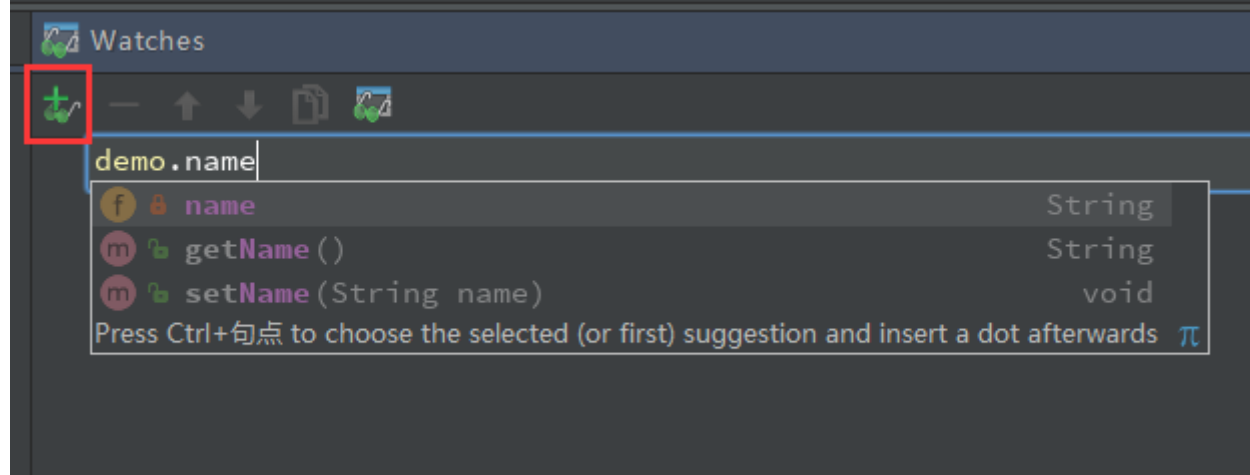 Watches
demo.name
f name String
m getName() String
m setName(String name) void
Press Ctrl+句点 to choose the selected (or first) suggestion and insert a dot afterwards π